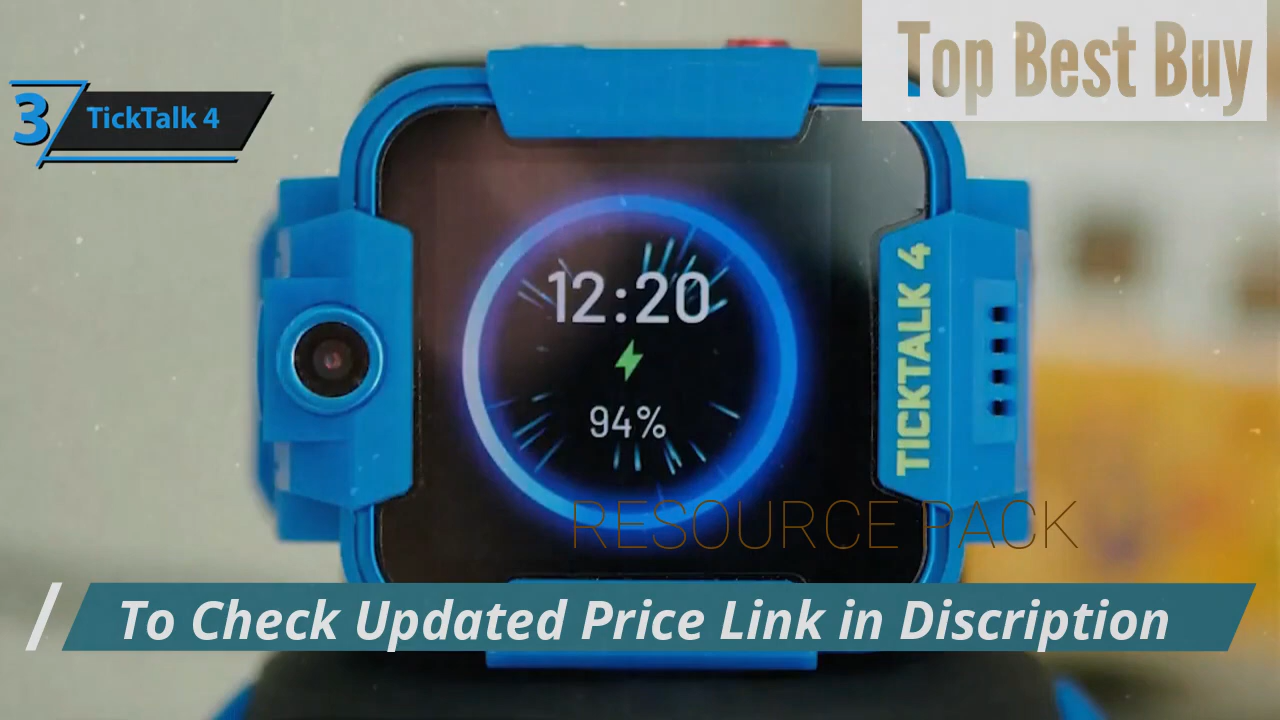 Top Best Buy
3
TickTalk 4
12:20
94%
TICKTALK 4
RESOURCE PACK
To Check Updated Price Link in Discription